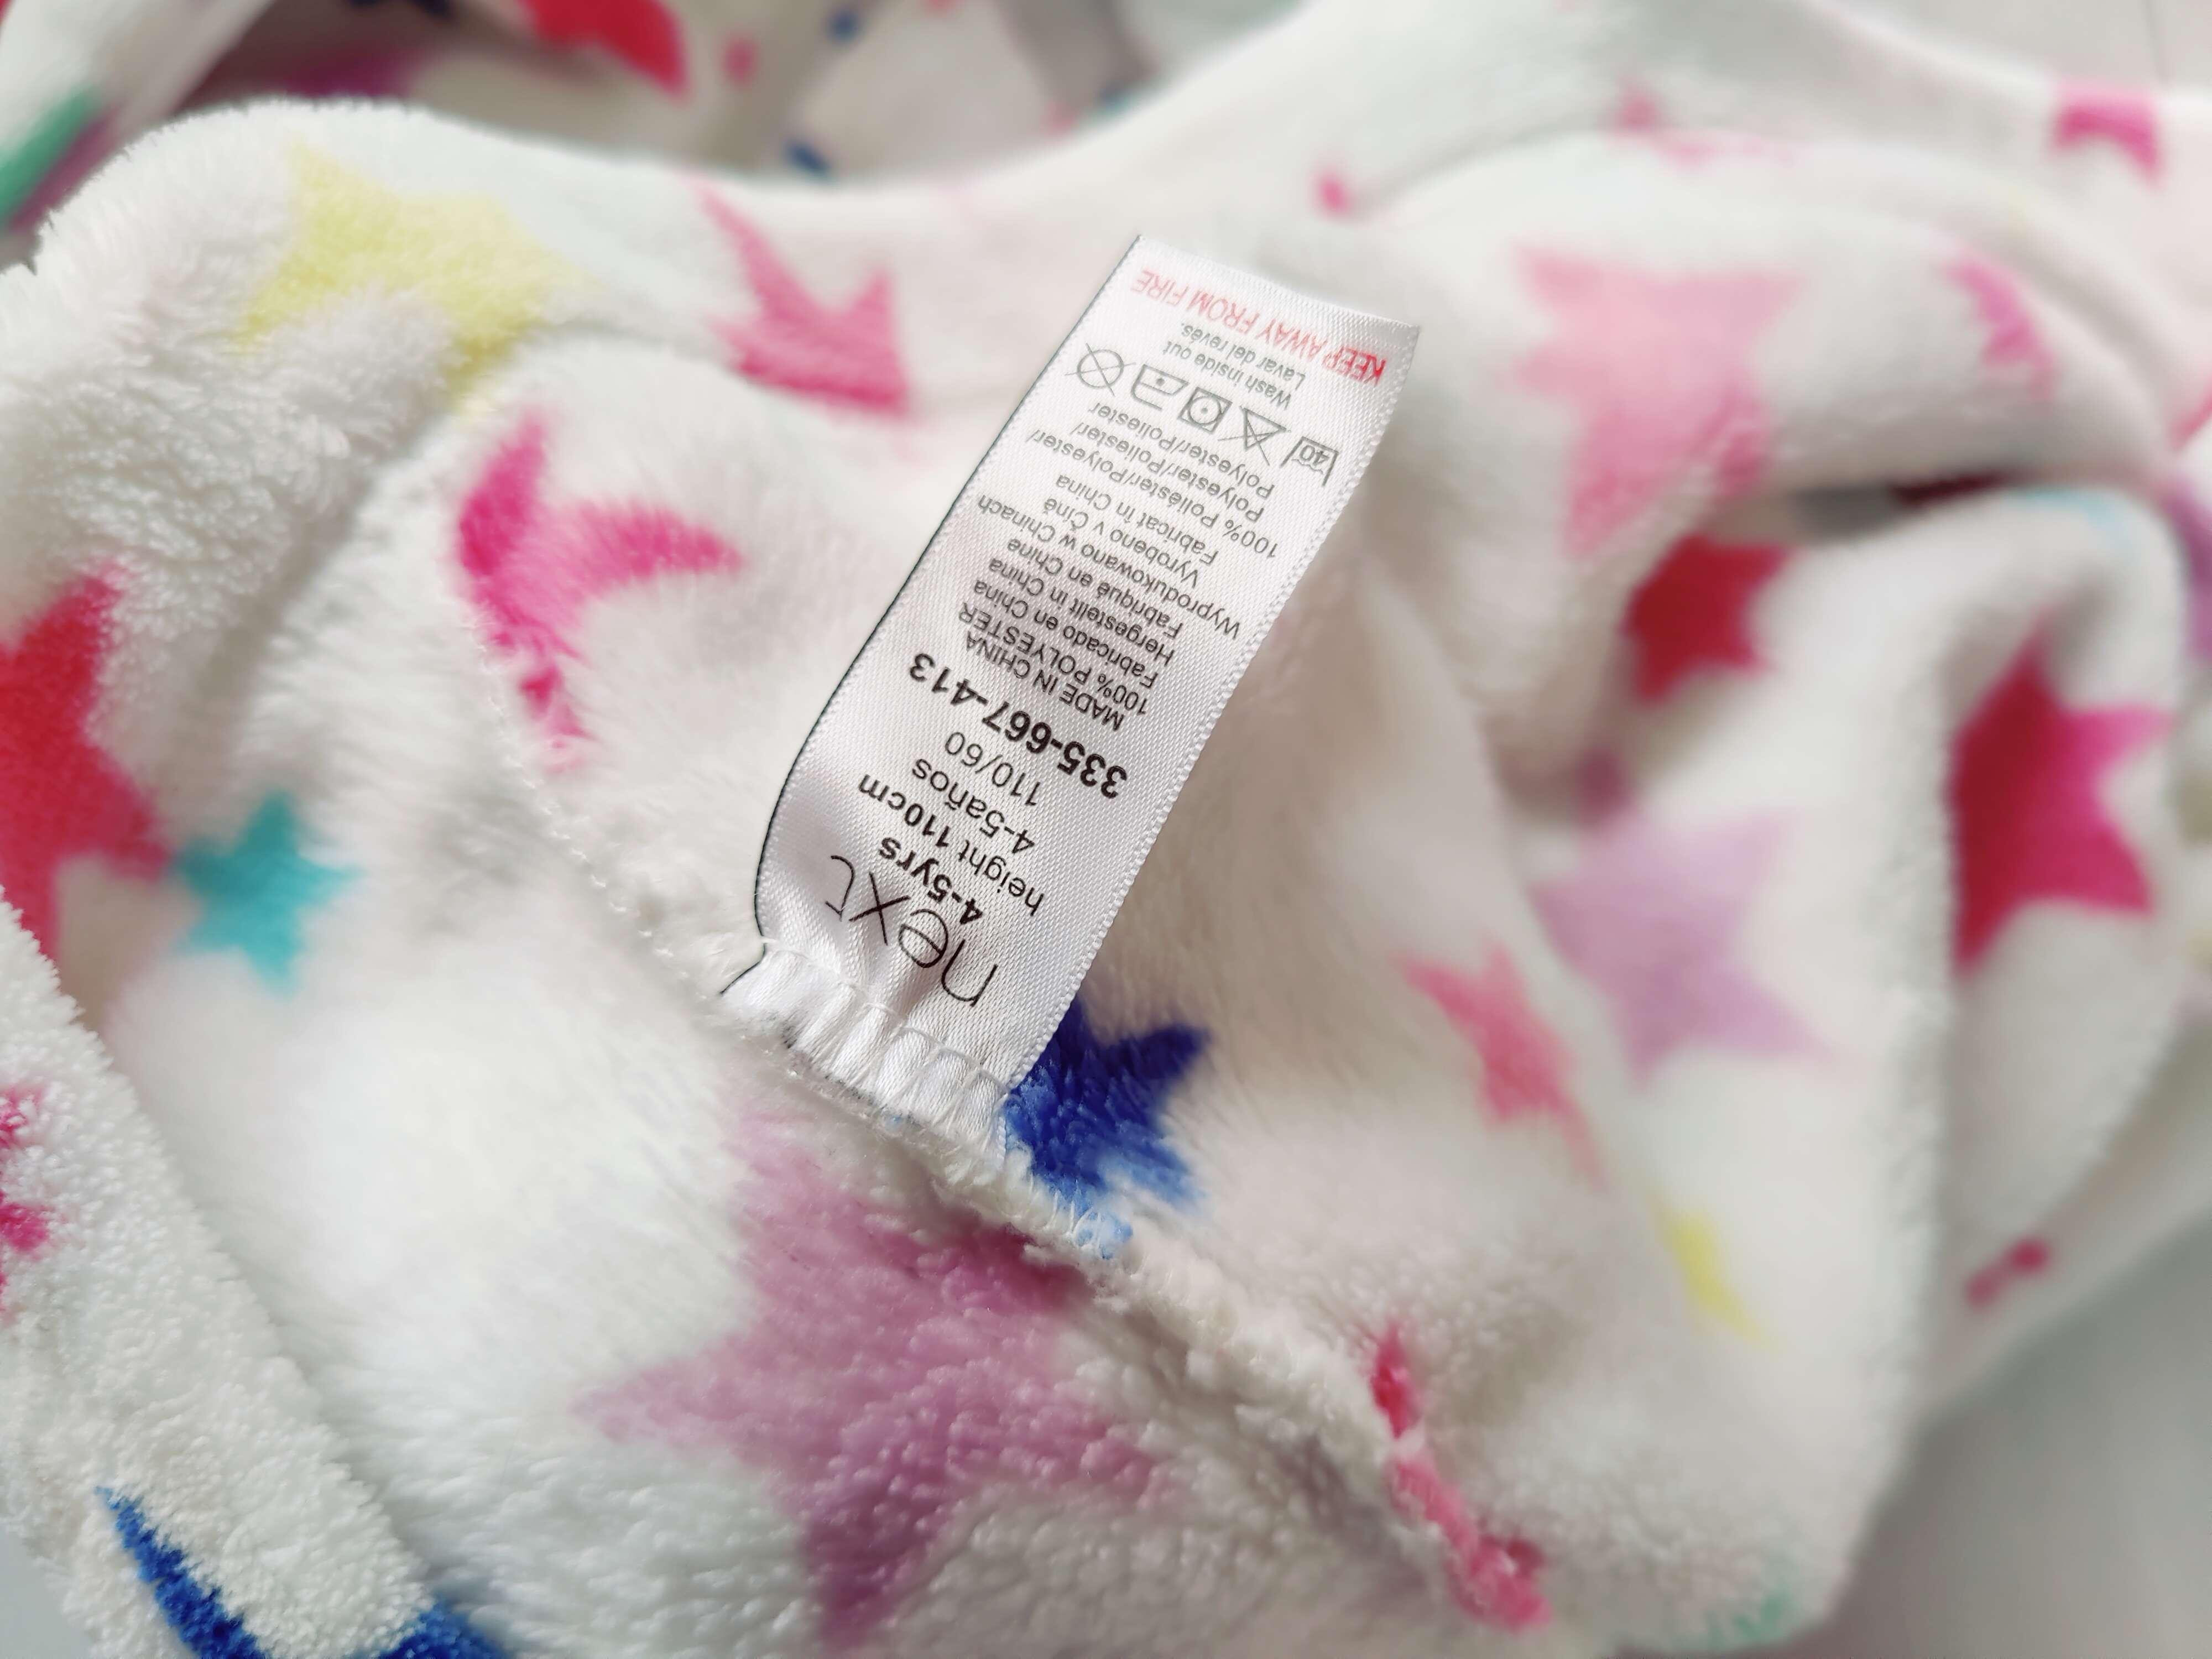 next
4-5yrs
height 110cm
4-5años
110/60
335-667-413
MADE IN CHINA
100% POLYESTER
Fabricado en China
Hergestellt in China
Fabriqué en Chine
Wyprodukowano w Chinach
Vyrobeno v Číně
Fabricat în China
100% Poliéster/Polyester/
Polyester/Poliester/
Polyester/Poliester
40
Wash inside out
Lavar del revés.
KEEP AWAY FROM FIRE